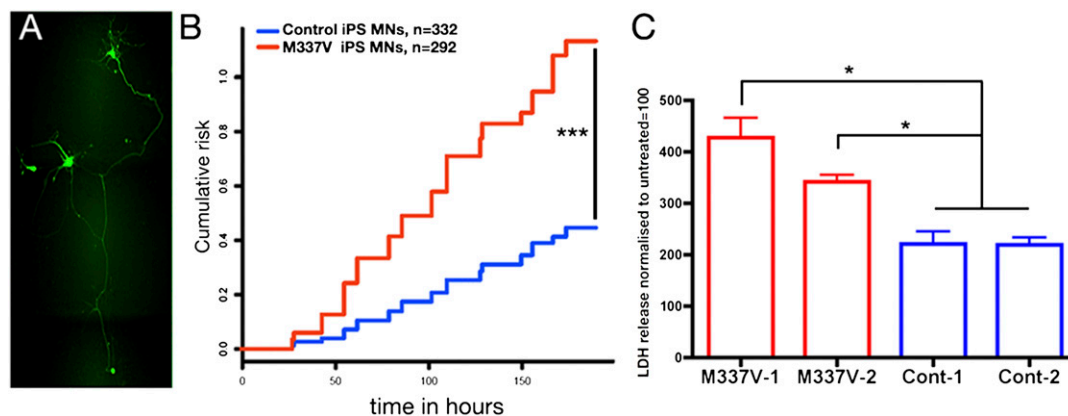 A
B
Control iPS MNs, n=332
M337V iPS MNs, n=292
Cumulative risk
1.0
0.8
0.6
0.4
0.2
0.0
***
0
50
100
150
time in hours
C
LDH release normalised to untreated=100
500
400
300
200
100
0
*
*
M337V-1
M337V-2
Cont-1
Cont-2